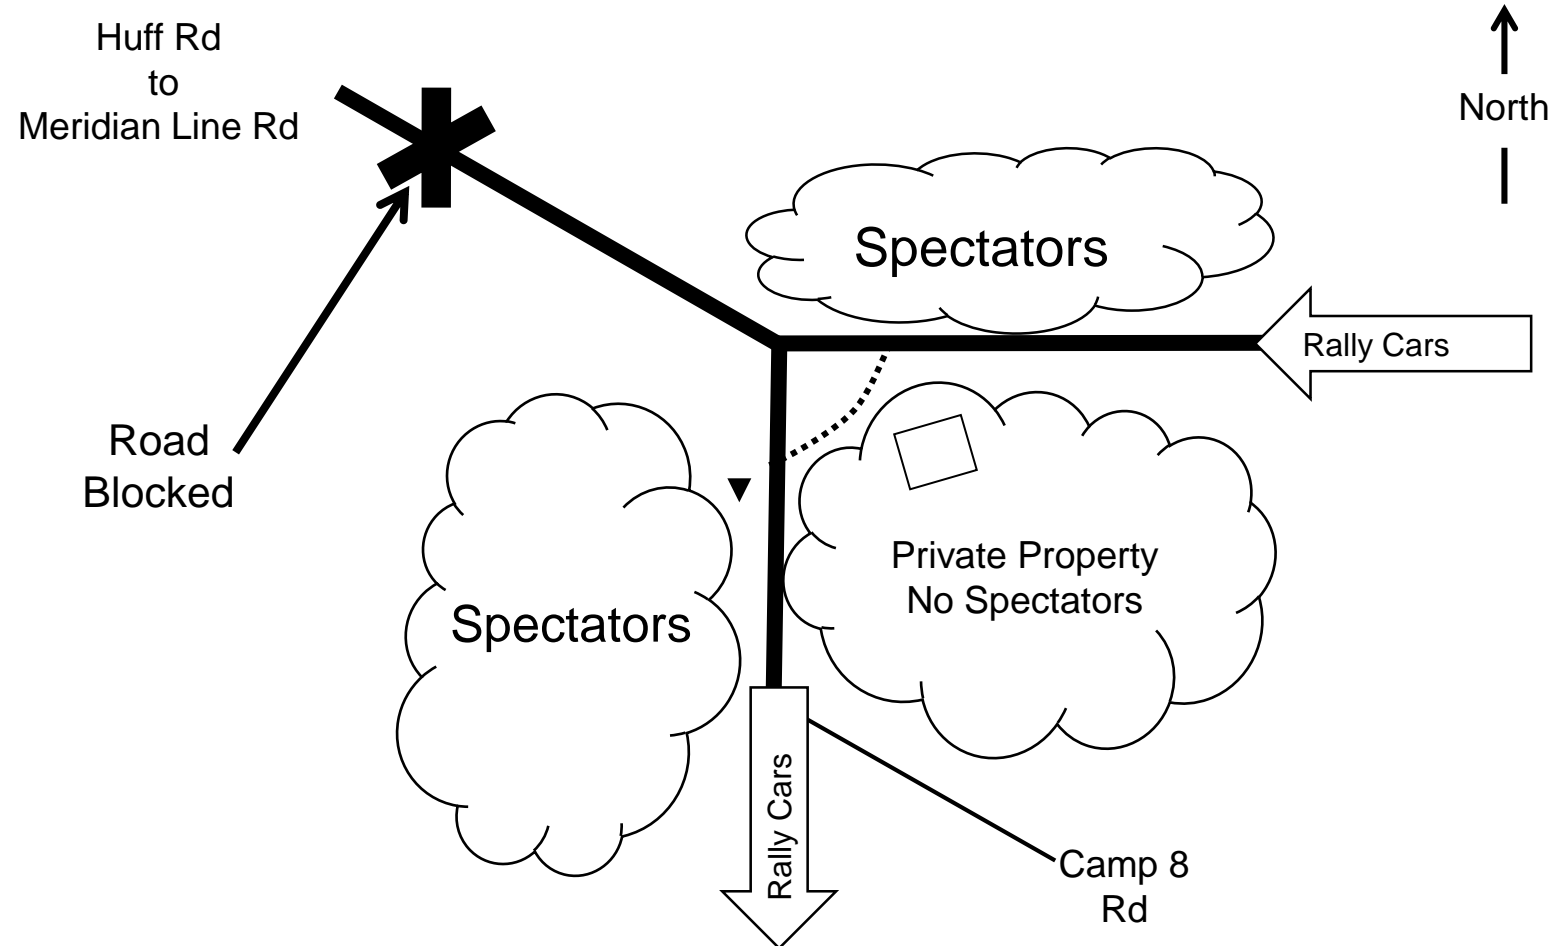 Huff Rd
to
Meridian Line Rd
North
Spectators
Rally Cars
Road
Blocked
Private Property
No Spectators
Spectators
Rally Cars
Camp 8
Rd